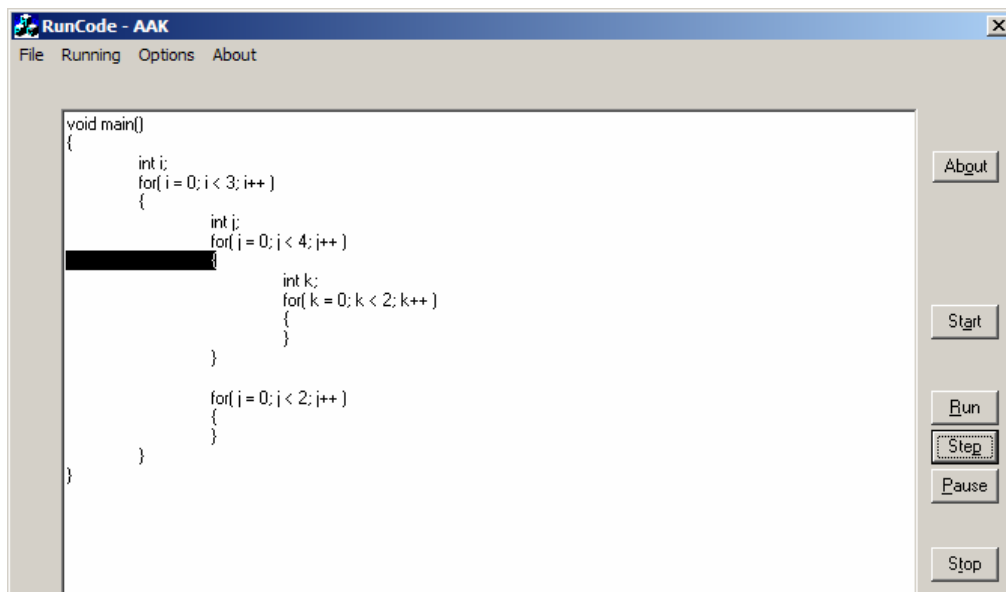 RunCode - AAK
File Running Options About
void main()
{
int i;
for( i = 0; i < 3; i++ )
{
int j;
for( j = 0; j < 4; j++ )
{
int k;
for( k = 0; k < 2; k++ )
{
}
}
for( j = 0; j < 2; j++ )
{
}
}
}
About
Start
Run
Step
Pause
Stop